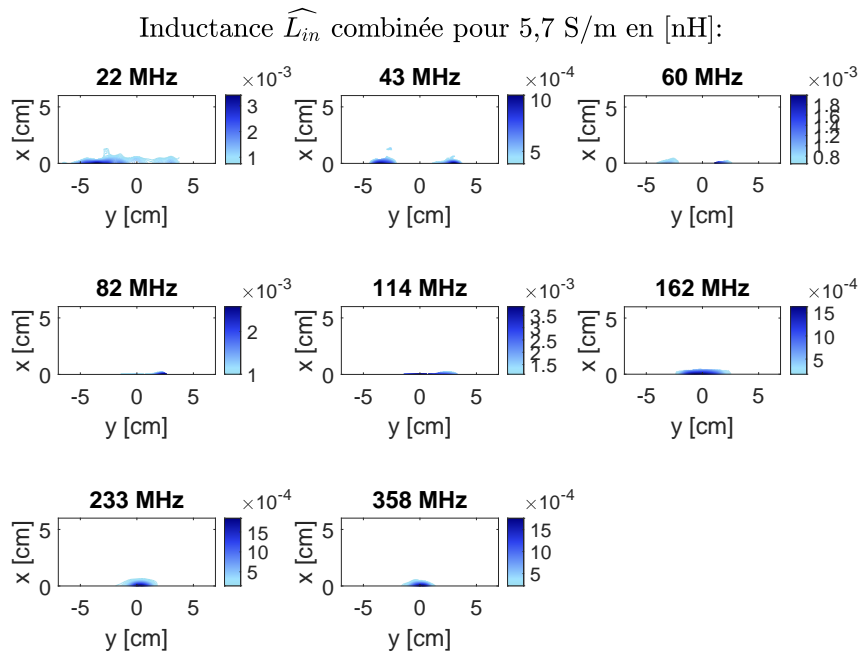 Inductance $\widehat{L_{in}}$ combinée pour 5,7 S/m en [nH]:
22 MHz
×10⁻³
x [cm]
5
0
3
2
1
-5 0 5
y [cm]
43 MHz
×10⁻⁴
x [cm]
5
0
10
5
-5 0 5
y [cm]
60 MHz
×10⁻³
x [cm]
5
0
1.8
1.6
1.4
1.2
1
0.8
-5 0 5
y [cm]
82 MHz
×10⁻³
x [cm]
5
0
2
1
-5 0 5
y [cm]
114 MHz
×10⁻³
x [cm]
5
0
3.5
3
2.5
2
1.5
-5 0 5
y [cm]
162 MHz
×10⁻⁴
x [cm]
5
0
15
10
5
-5 0 5
y [cm]
233 MHz
×10⁻⁴
x [cm]
5
0
15
10
5
-5 0 5
y [cm]
358 MHz
×10⁻⁴
x [cm]
5
0
15
10
5
-5 0 5
y [cm]